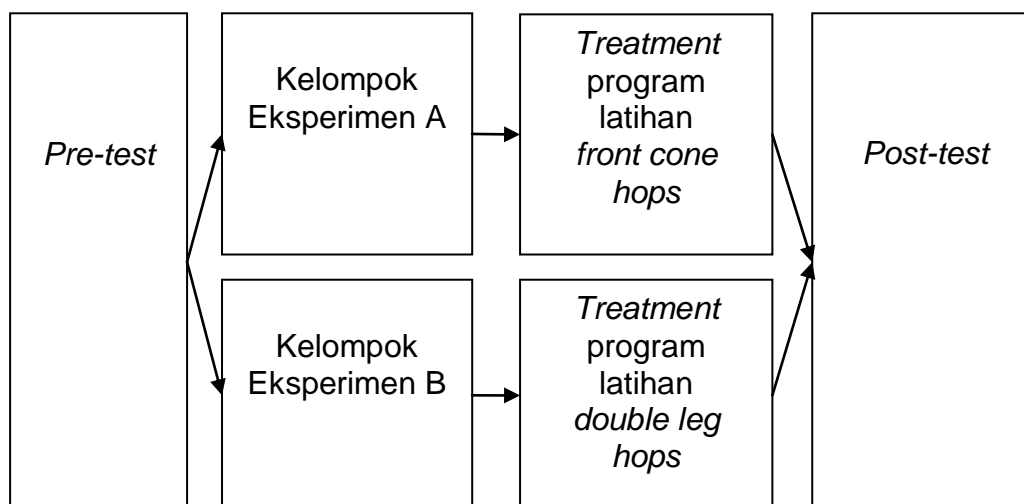 Pre-test
Kelompok
Eksperimen A
Treatment
program
latihan
front cone
hops
Kelompok
Eksperimen B
Treatment
program
latihan
double leg
hops
Post-test